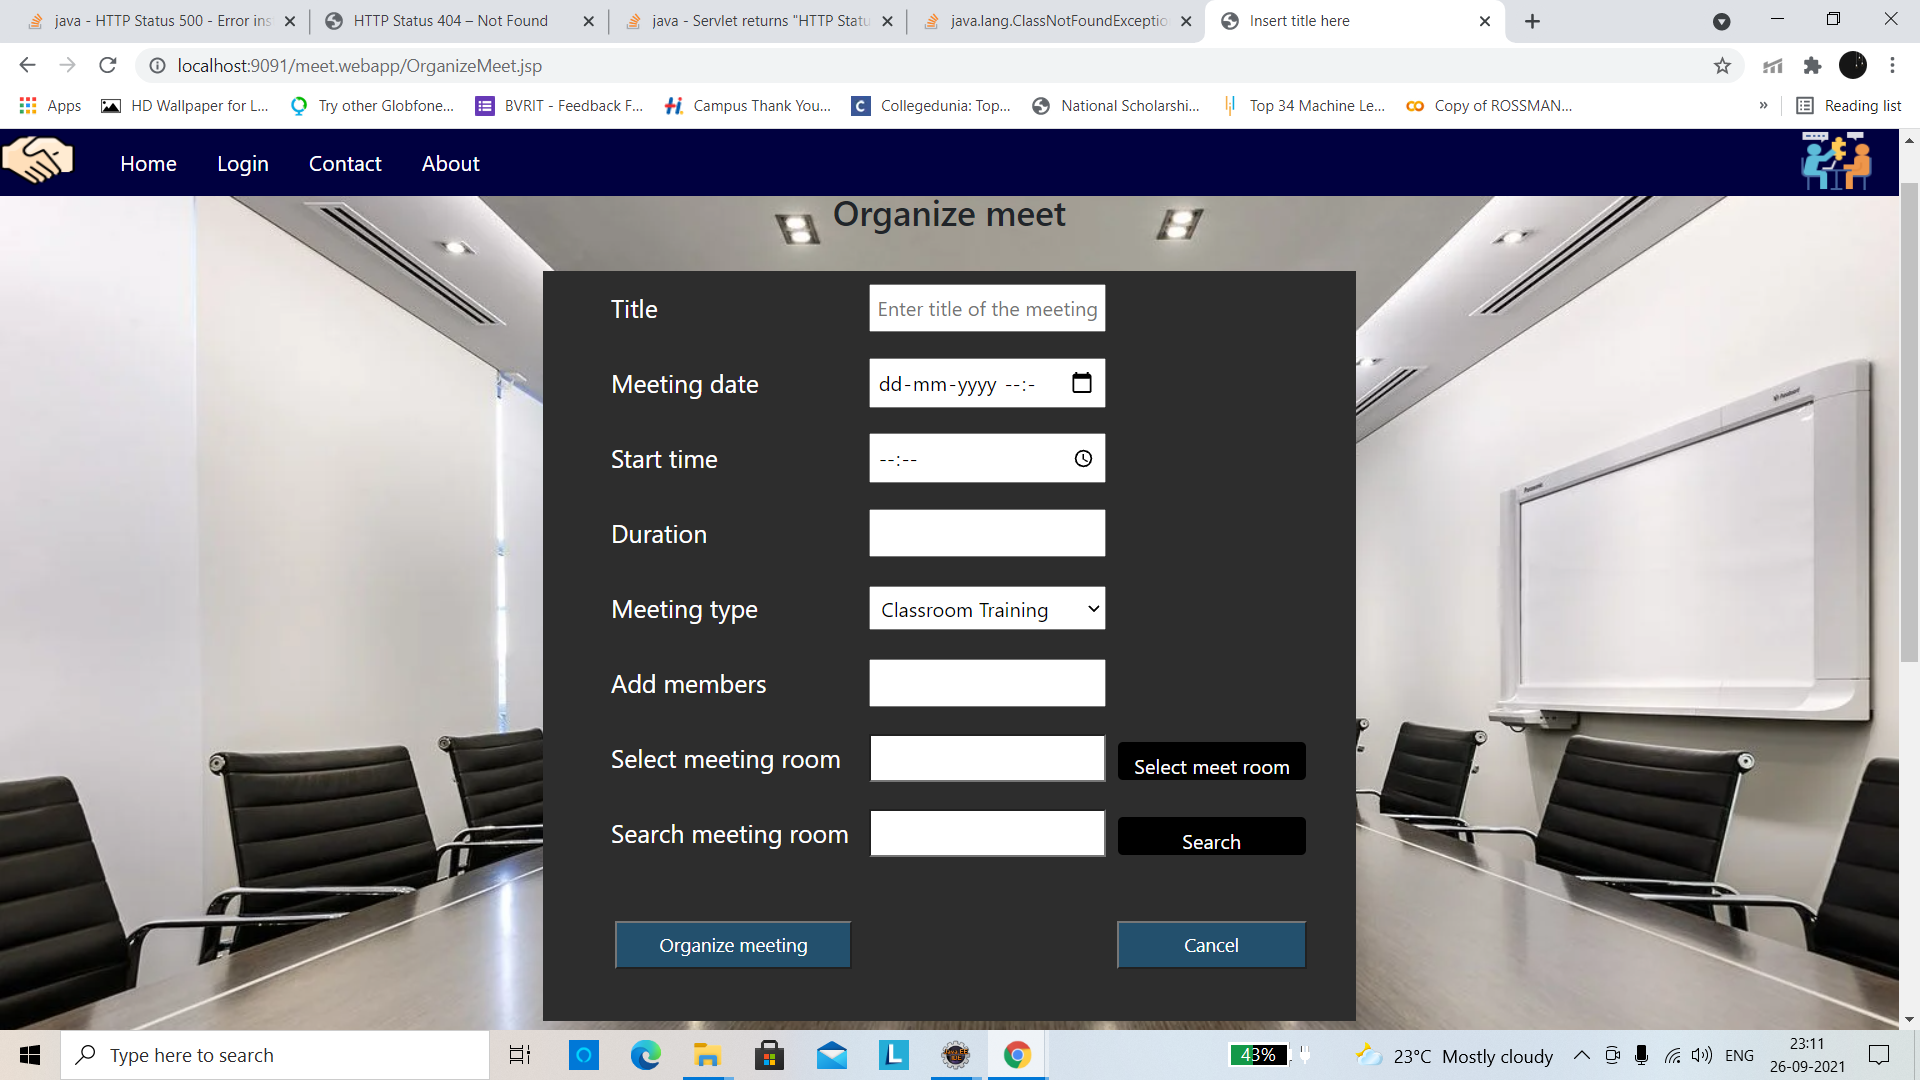 java - HTTP Status 500 - Error ins
HTTP Status 404 – Not Found
java - Servlet returns "HTTP Statu
java.lang.ClassNotFoundExceptio
Insert title here
localhost:9091/meet.webapp/OrganizeMeet.jsp
Apps
HD Wallpaper for L...
Try other Globfone...
BVRIT - Feedback F...
Campus Thank You...
Collegedunia: Top...
National Scholarshi...
Top 34 Machine Le...
Copy of ROSSMAN...
»
Reading list
Home Login Contact About
Organize meet
Title
Enter title of the meeting
Meeting date
dd-mm-yyyy --:-
Start time
--:--
Duration
Meeting type
Classroom Training
Add members
Select meeting room
Select meet room
Search meeting room
Search
Organize meeting
Cancel
Type here to search
43%
23°C Mostly cloudy
ENG
23:11
26-09-2021